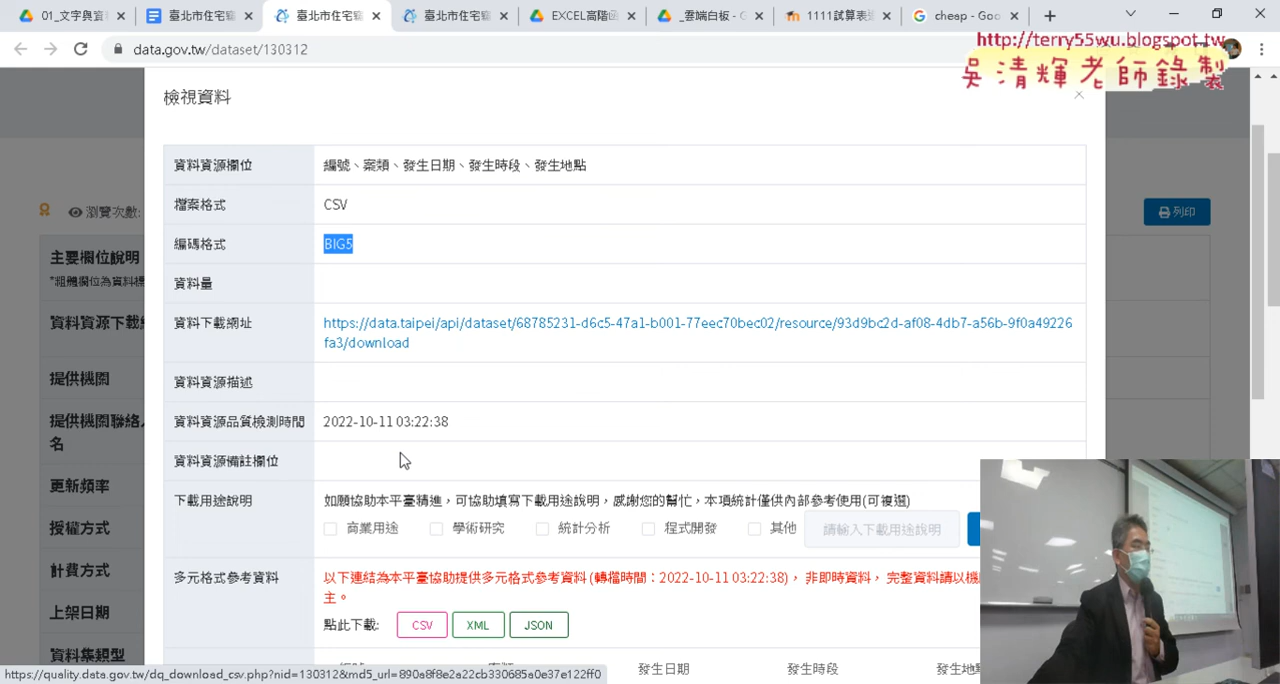 01_文字與資
臺北市住宅竊
臺北市住宅竊
臺北市住宅竊
EXCEL高階函
_雲端白板 - G
1111試算表進
cheap - Goo
data.gov.tw/dataset/130312
http://terry55wu.blogspot.tw
吳清輝老師錄製
檢視資料
瀏覽次數:
列印
主要欄位說明
*粗體欄位為資料標
資料資源下載
提供機關
提供機關聯絡人
名
更新頻率
授權方式
計費方式
上架日期
資料集類型
資料資源欄位 編號、案類、發生日期、發生時段、發生地點
檔案格式 CSV
編碼格式 BIG5
資料量
資料下載網址 https://data.taipei/api/dataset/68785231-d6c5-47a1-b001-77eec70bec02/resource/93d9bc2d-af08-4db7-a56b-9f0a49226
fa3/download
資料資源描述
資料資源品質檢測時間 2022-10-11 03:22:38
資料資源備註欄位
下載用途說明 如願協助本平臺精進，可協助填寫下載用途說明，感謝您的幫忙，本項統計僅供內部參考使用(可複選)
商業用途 學術研究 統計分析 程式開發 其他 請輸入下載用途說明
多元格式參考資料 以下連結為本平臺協助提供多元格式參考資料 (轉檔時間：2022-10-11 03:22:38)， 非即時資料， 完整資料請以機
主。
點此下載: CSV XML JSON
編號 案類 發生日期 發生時段 發生地點
https://quality.data.gov.tw/dq_download_csv.php?nid=130312&md5_url=890a8f8e2a22cb330685a0e37e122ff0